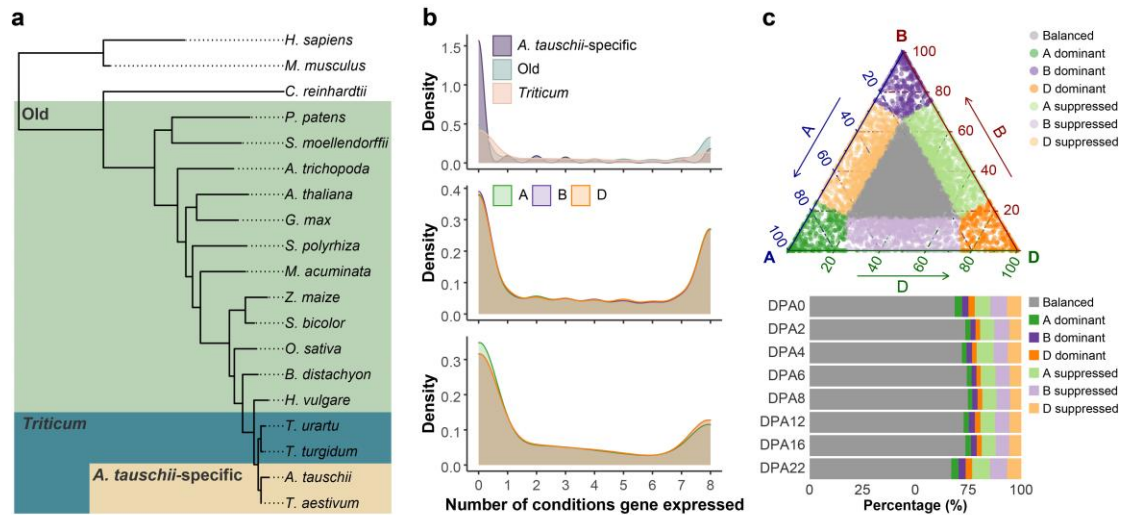 a
H. sapiens
M. musculus
C. reinhardtii
Old
P. patens
S. moellendorffii
A. trichopoda
A. thaliana
G. max
S. polyrhiza
M. acuminata
Z. maize
S. bicolor
O. sativa
B. distachyon
H. vulgare
Triticum
T. urartu
T. turgidum
A. tauschii-specific
A. tauschii
T. aestivum
b
Density
1.5
1.0
0.5
0.0
A. tauschii-specific
Old
Triticum
Density
0.4
0.3
0.2
0.1
0.0
A B D
Density
0.3
0.2
0.1
0.0
0 1 2 3 4 5 6 7 8
Number of conditions gene expressed
c
B
100
80
60
40
20
B
20
40
60
80
100
A
A
D
20 40 60 80 100
D
Balanced
A dominant
B dominant
D dominant
A suppressed
B suppressed
D suppressed
DPA0
DPA2
DPA4
DPA6
DPA8
DPA12
DPA16
DPA22
0 25 0 75 100
Percentage (%)
Balanced
A dominant
B dominant
D dominant
A suppressed
B suppressed
D suppressed